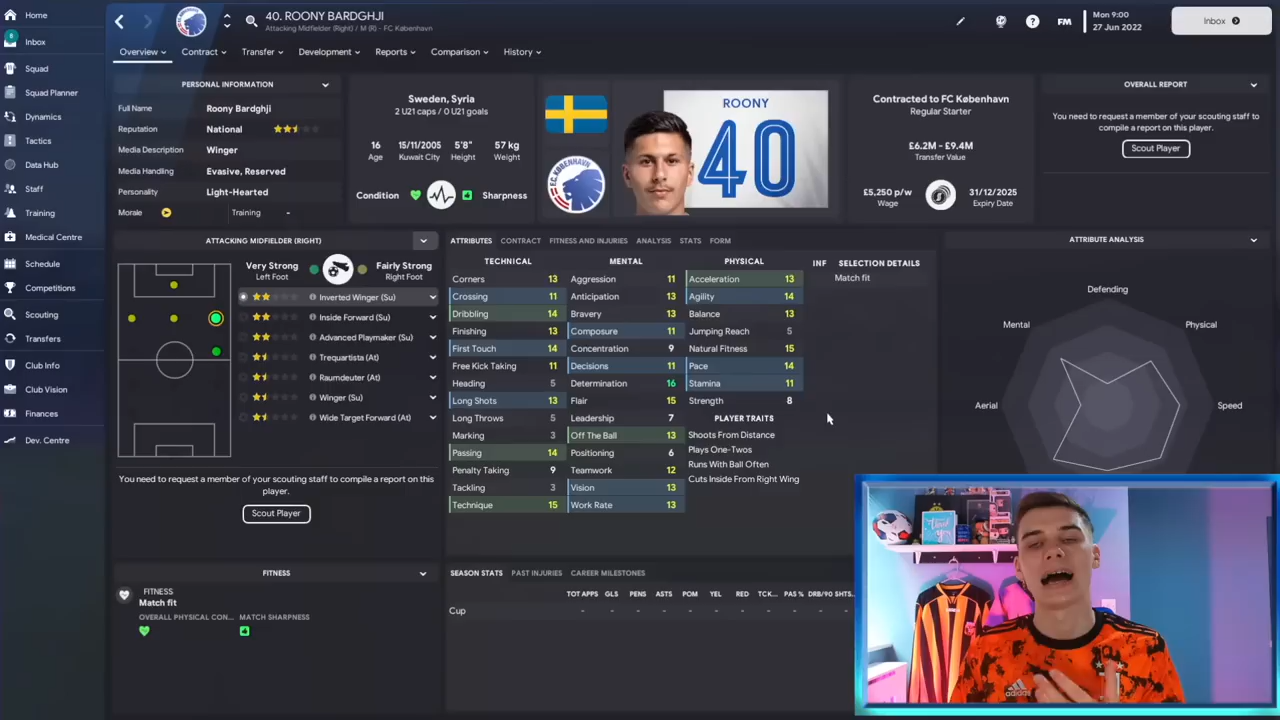 Home
8
Inbox
Squad
Squad Planner
Dynamics
Tactics
Data Hub
Staff
Training
Medical Centre
Schedule
Competitions
Scouting
Transfers
Club Info
Club Vision
Finances
Dev. Centre
40. ROONY BARDGHJI
Attacking Midfielder (Right) / M (R) - FC København
FM
Mon 9:00
27 Jun 2022
Inbox
Overview
Contract
Transfer
Development
Reports
Comparison
History
PERSONAL INFORMATION
Full Name Roony Bardghji
Reputation National
Media Description Winger
Media Handling Evasive, Reserved
Personality Light-Hearted
Morale Training -
Sweden, Syria
2 U21 caps / 0 U21 goals
16 15/11/2005 5'8" 57 kg
Age Kuwait City Height Weight
Condition Sharpness
ROONY
40
Contracted to FC København
Regular Starter
£6.2M - £9.4M
Transfer Value
£5,250 p/w 31/12/2025
Wage Expiry Date
OVERALL REPORT
You need to request a member of your scouting staff to
compile a report on this player.
Scout Player
ATTACKING MIDFIELDER (RIGHT)
Very Strong Fairly Strong
Left Foot Right Foot
Inverted Winger (Su)
Inside Forward (Su)
Advanced Playmaker (Su)
Trequartista (At)
Raumdeuter (At)
Winger (Su)
Wide Target Forward (At)
You need to request a member of your scouting staff to compile a report on this
player.
Scout Player
ATTRIBUTES CONTRACT FITNESS AND INJURIES ANALYSIS STATS FORM
TECHNICAL MENTAL PHYSICAL
Corners 13 Aggression 11 Acceleration 13
Crossing 11 Anticipation 13 Agility 14
Dribbling 14 Bravery 13 Balance 13
Finishing 13 Composure 11 Jumping Reach 5
First Touch 14 Concentration 9 Natural Fitness 15
Free Kick Taking 11 Decisions 11 Pace 14
Heading 5 Determination 16 Stamina 11
Long Shots 13 Flair 15 Strength 8
Long Throws 5 Leadership 7
Marking 3 Off The Ball 13
Passing 14 Positioning 6
Penalty Taking 9 Teamwork 12
Tackling 3 Vision 13
Technique 15 Work Rate 13
PLAYER TRAITS
Shoots From Distance
Plays One-Twos
Runs With Ball Often
Cuts Inside From Right Wing
INF SELECTION DETAILS
Match fit
ATTRIBUTE ANALYSIS
Defending
Mental Physical
Aerial Speed
FITNESS
FITNESS
Match fit
OVERALL PHYSICAL CON... MATCH SHARPNESS
SEASON STATS PAST INJURIES CAREER MILESTONES
TOT APPS GLS PENS ASTS POM YEL RED TCK... PAS % DRB/90 SHTS...
Cup - - - - - - - - - - -
adidas